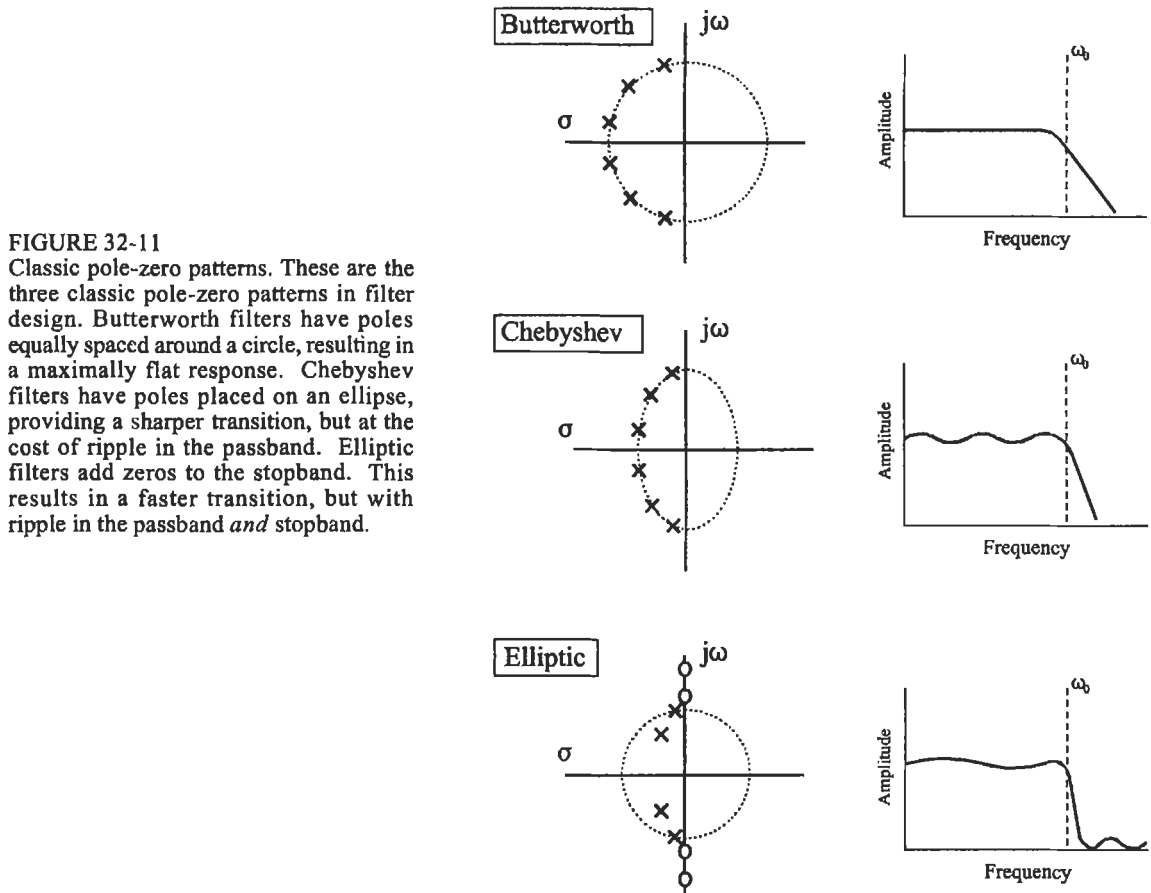 FIGURE 32-11
Classic pole-zero patterns. These are the
three classic pole-zero patterns in filter
design. Butterworth filters have poles
equally spaced around a circle, resulting in
a maximally flat response. Chebyshev
filters have poles placed on an ellipse,
providing a sharper transition, but at the
cost of ripple in the passband. Elliptic
filters add zeros to the stopband. This
results in a faster transition, but with
ripple in the passband and stopband.
Butterworth
jω
σ
ω₀
Amplitude
Frequency
Chebyshev
jω
σ
ω₀
Amplitude
Frequency
Elliptic
jω
σ
ω₀
Amplitude
Frequency